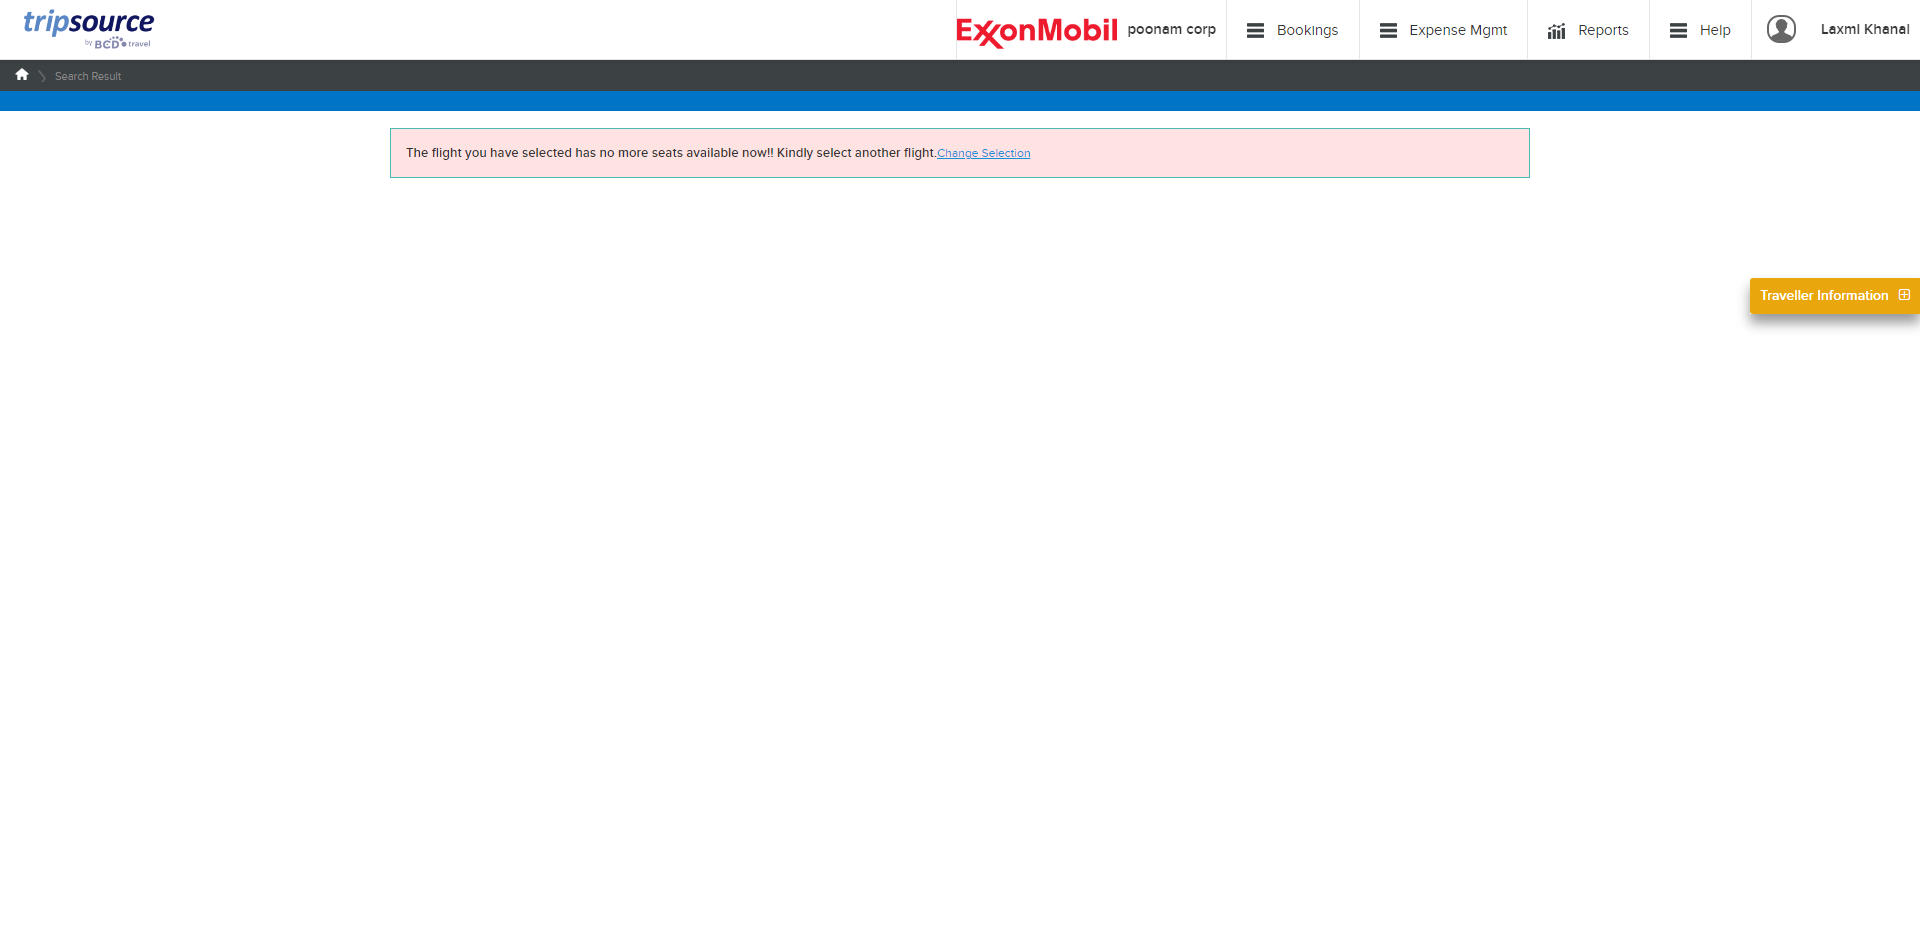 tripsource
by BCD travel
ExxonMobil poonam corp Bookings Expense Mgmt Reports Help Laxmi Khanal
Search Result
The flight you have selected has no more seats available now!! Kindly select another flight.Change Selection
Traveller Information